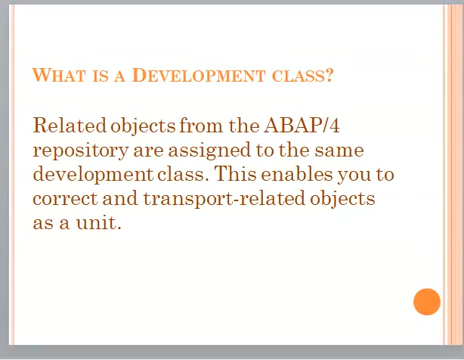 WHAT IS A DEVELOPMENT CLASS?
Related objects from the ABAP/4
repository are assigned to the same
development class. This enables you to
correct and transport-related objects
as a unit.